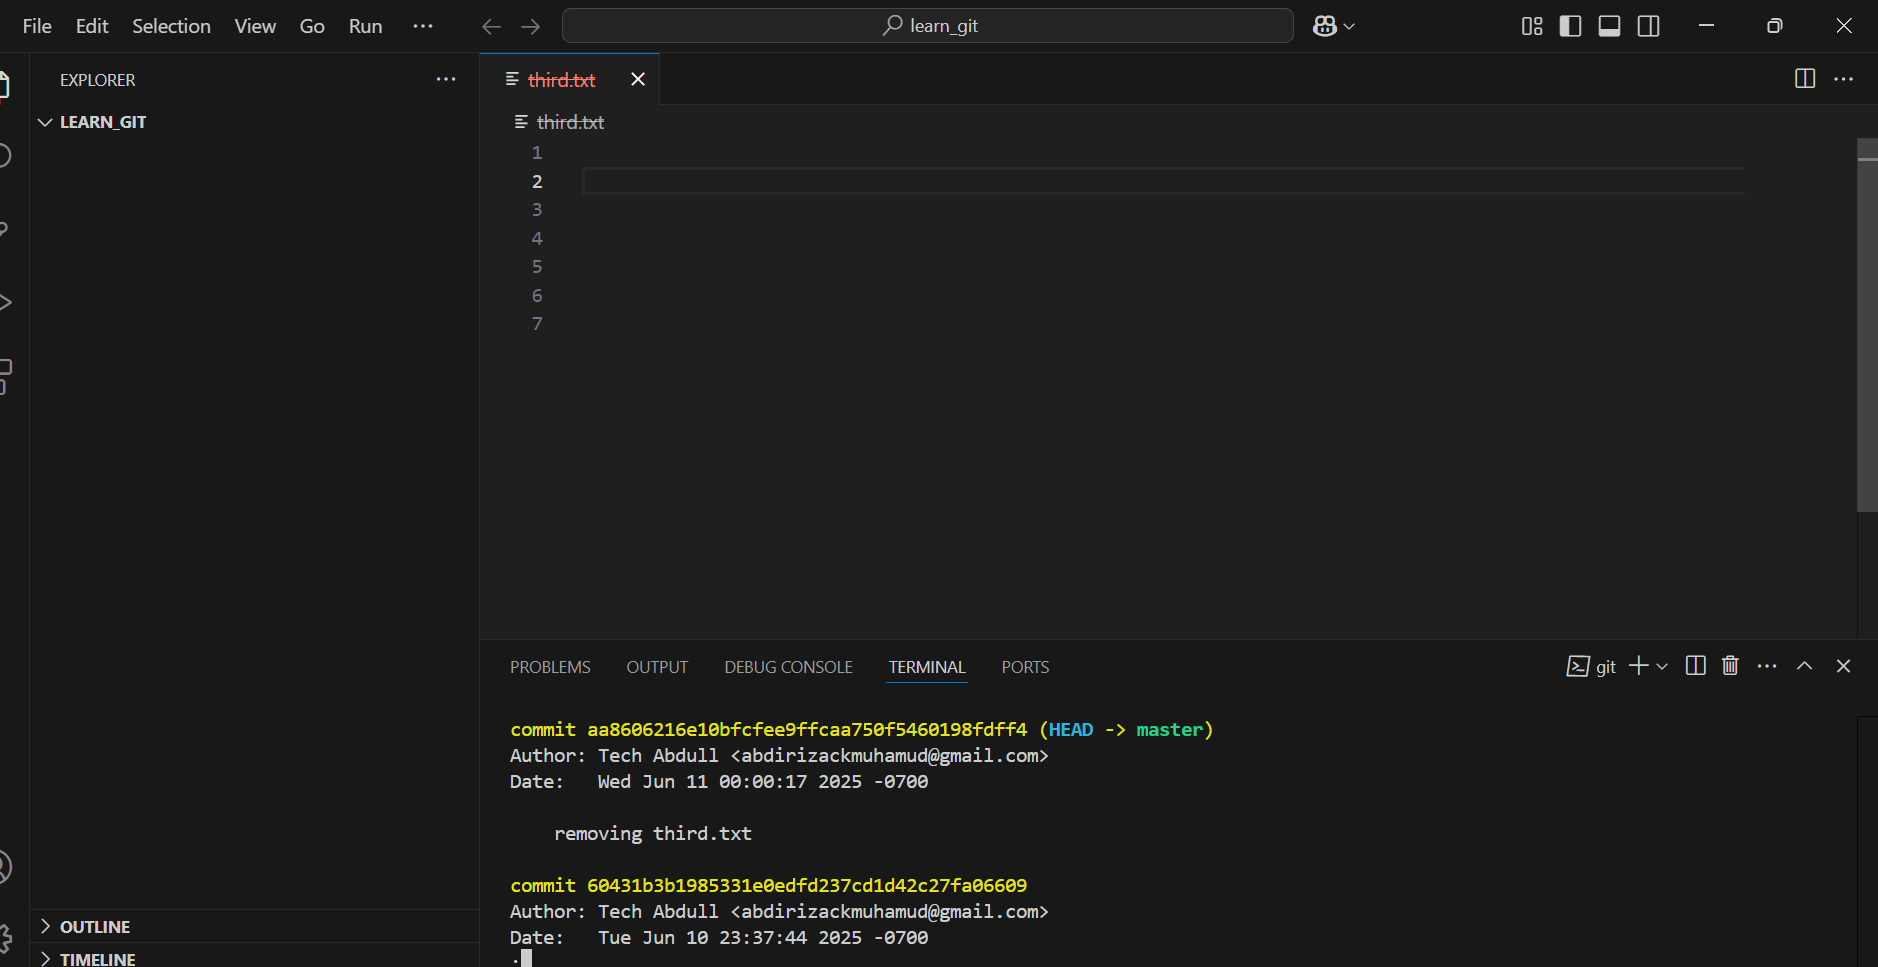 File Edit Selection View Go Run ··· learn_git
EXPLORER ···
LEARN_GIT
third.txt
third.txt
1
2
3
4
5
6
7
PROBLEMS OUTPUT DEBUG CONSOLE TERMINAL PORTS git
commit aa8606216e10bfcfee9ffcaa750f5460198fdff4 (HEAD -> master)
Author: Tech Abdull <abdirizackmuhamud@gmail.com>
Date: Wed Jun 11 00:00:17 2025 -0700
removing third.txt
commit 60431b3b1985331e0edfd237cd1d42c27fa06609
Author: Tech Abdull <abdirizackmuhamud@gmail.com>
Date: Tue Jun 10 23:37:44 2025 -0700
OUTLINE
TIMELINE